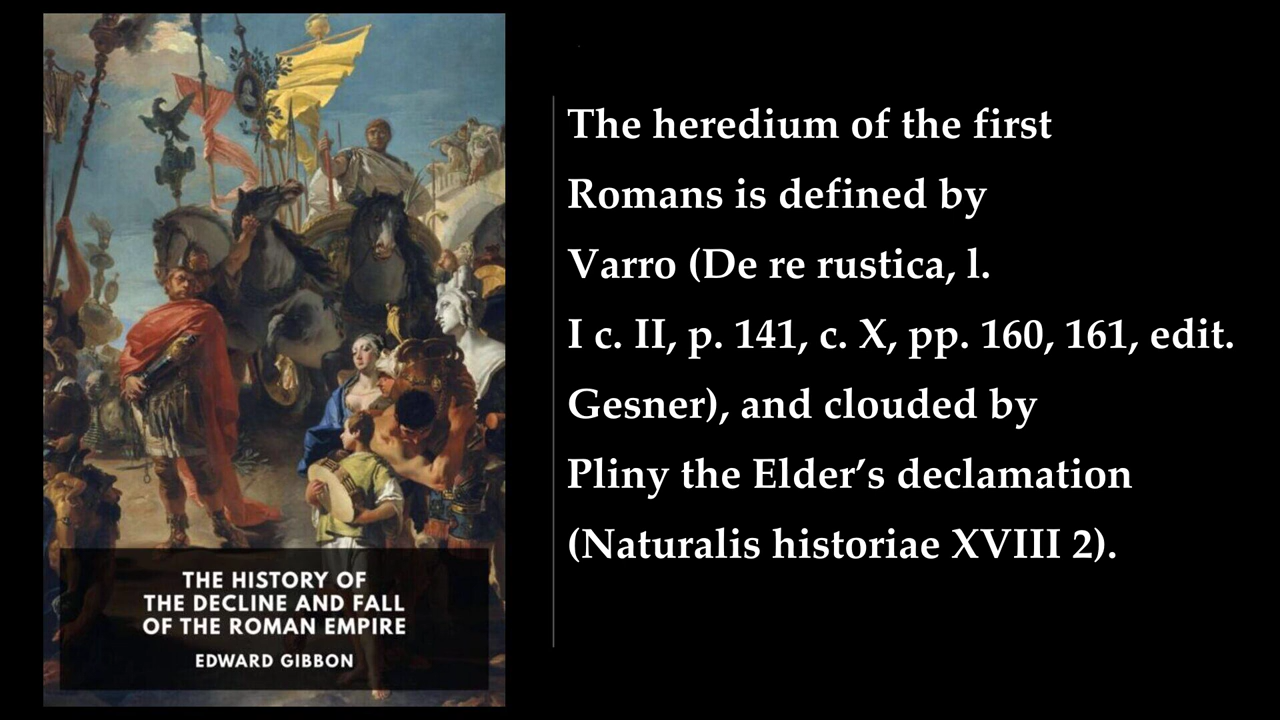 THE HISTORY OF
THE DECLINE AND FALL
OF THE ROMAN EMPIRE
EDWARD GIBBON
The heredium of the first
Romans is defined by
Varro (De re rustica, l.
I c. II, p. 141, c. X, pp. 160, 161, edit.
Gesner), and clouded by
Pliny the Elder’s declamation
(Naturalis historiae XVIII 2).